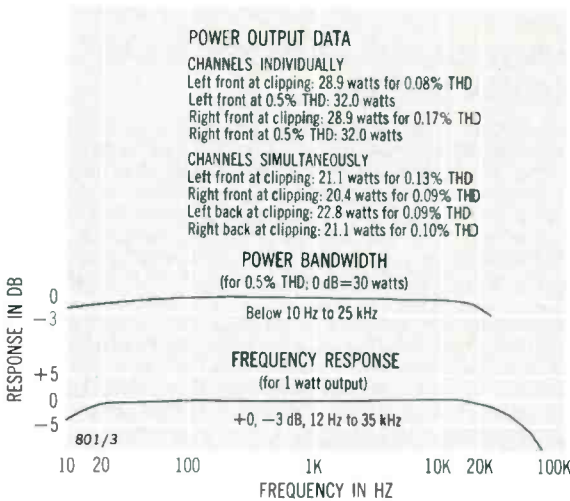 POWER OUTPUT DATA
CHANNELS INDIVIDUALLY
Left front at clipping: 28.9 watts for 0.08% THD
Left front at 0.5% THD: 32.0 watts
Right front at clipping: 28.9 watts for 0.17% THD
Right front at 0.5% THD: 32.0 watts
CHANNELS SIMULTANEOUSLY
Left front at clipping: 21.1 watts for 0.13% THD
Right front at clipping: 20.4 watts for 0.09% THD
Left back at clipping: 22.8 watts for 0.09% THD
Right back at clipping: 21.1 watts for 0.10% THD
POWER BANDWIDTH
(for 0.5% THD; 0 dB=30 watts)
Below 10 Hz to 25 kHz
0
−3
FREQUENCY RESPONSE
(for 1 watt output)
+0, −3 dB, 12 Hz to 35 kHz
+5
0
−5
RESPONSE IN DB
801/3
10 20 100 1K 10K 20K 100K
FREQUENCY IN HZ